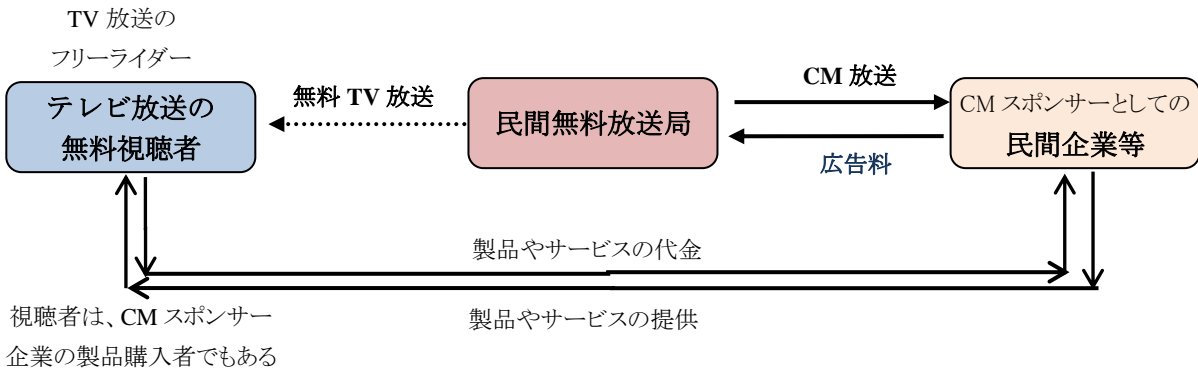 TV 放送の
フリーライダー
テレビ放送の
無料視聴者
無料 TV 放送
民間無料放送局
CM 放送
広告料
CM スポンサーとしての
民間企業等
製品やサービスの代金
製品やサービスの提供
視聴者は、CM スポンサー
企業の製品購入者でもある